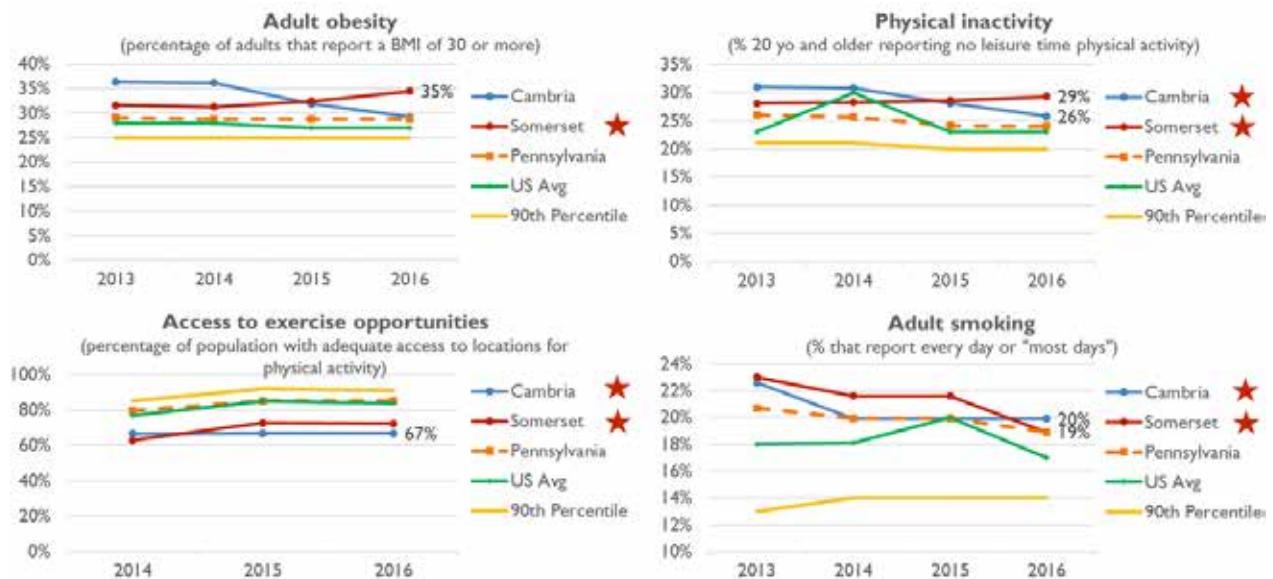 Adult obesity
(percentage of adults that report a BMI of 30 or more)
40%
35%
30%
25%
20%
15%
10%
5%
0%
35%
2013 2014 2015 2016
Cambria
Somerset
Pennsylvania
US Avg
90th Percentile
Physical inactivity
(% 20 yo and older reporting no leisure time physical activity)
35%
30%
25%
20%
15%
10%
5%
0%
29%
26%
2013 2014 2015 2016
Cambria
Somerset
Pennsylvania
US Avg
90th Percentile
Access to exercise opportunities
(percentage of population with adequate access to locations for
physical activity)
100%
80%
60%
40%
20%
0%
67%
2014 2015 2016
Cambria
Somerset
Pennsylvania
US Avg
90th Percentile
Adult smoking
(% that report every day or "most days")
24%
22%
20%
18%
16%
14%
12%
10%
20%
19%
2013 2014 2015 2016
Cambria
Somerset
Pennsylvania
US Avg
90th Percentile